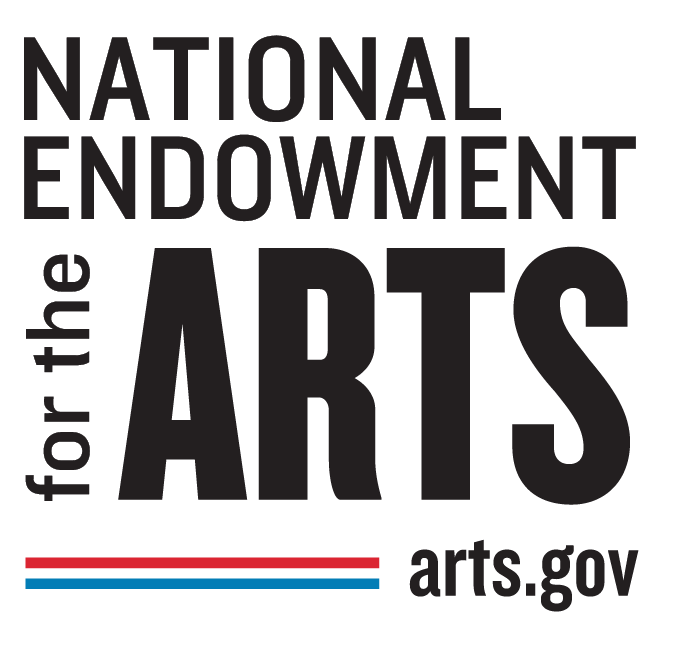 NATIONAL
ENDOWMENT
for the
ARTS
arts.gov